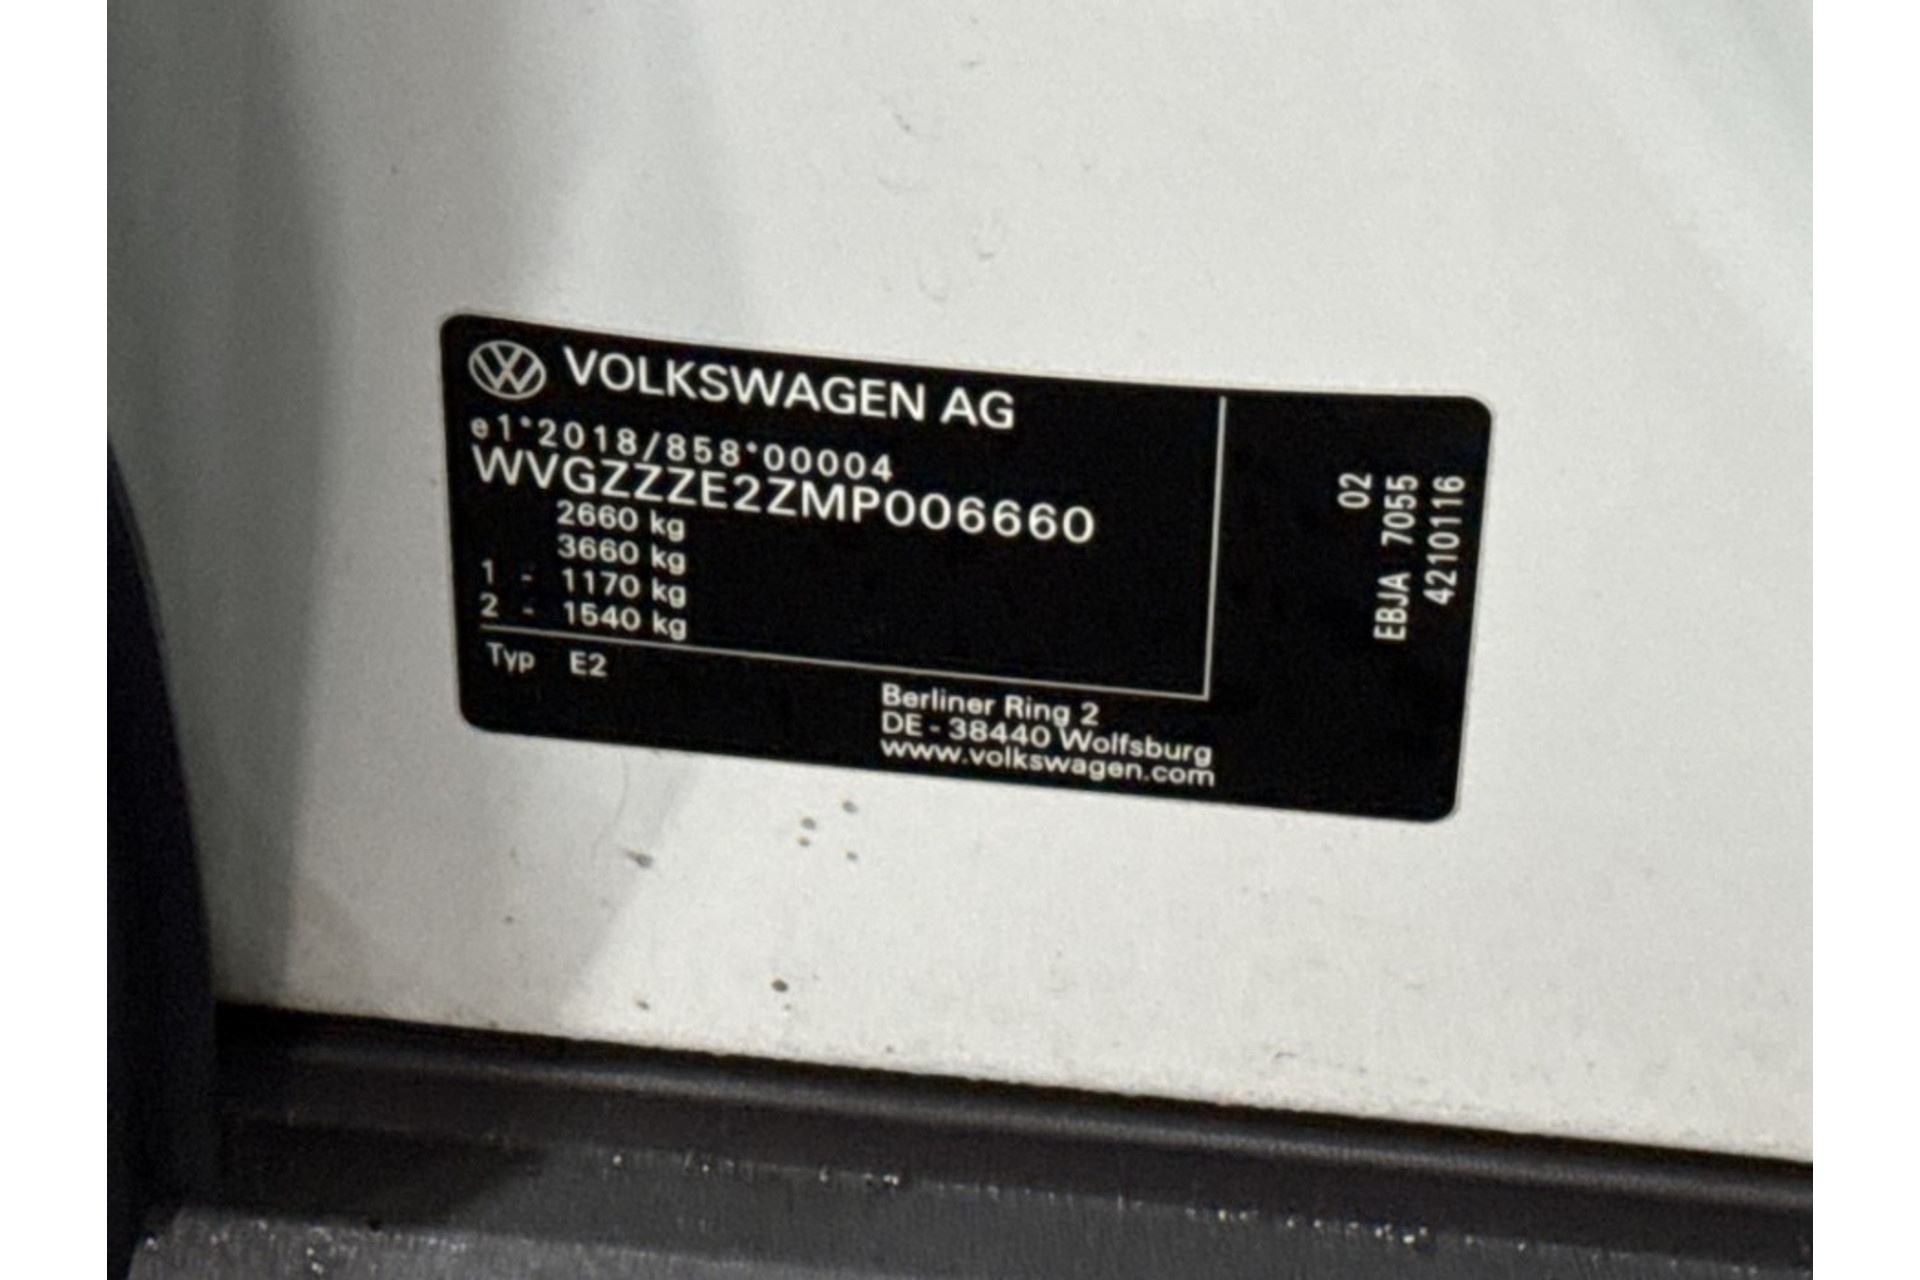 VOLKSWAGEN AG
e1*2018/858*00004
WVGZZZE2ZMP006660
2660 kg
3660 kg
1 - 1170 kg
2 - 1540 kg
Typ E2
Berliner Ring 2
DE - 38440 Wolfsburg
www.volkswagen.com
02
EBJA 7055
4210116